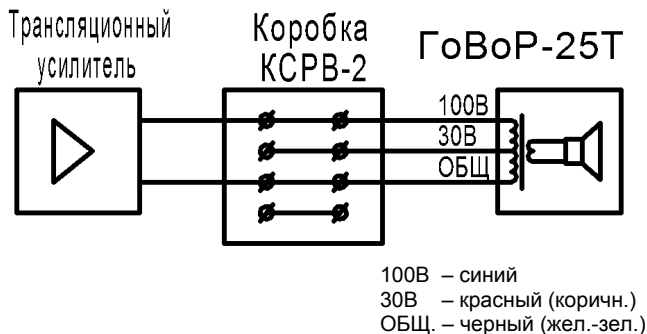 Трансляционный
усилитель
Коробка
КСРВ-2
ГоВоР-25Т
100В
30В
ОБЩ
100В – синий
30В – красный (коричн.)
ОБЩ. – черный (жел.-зел.)